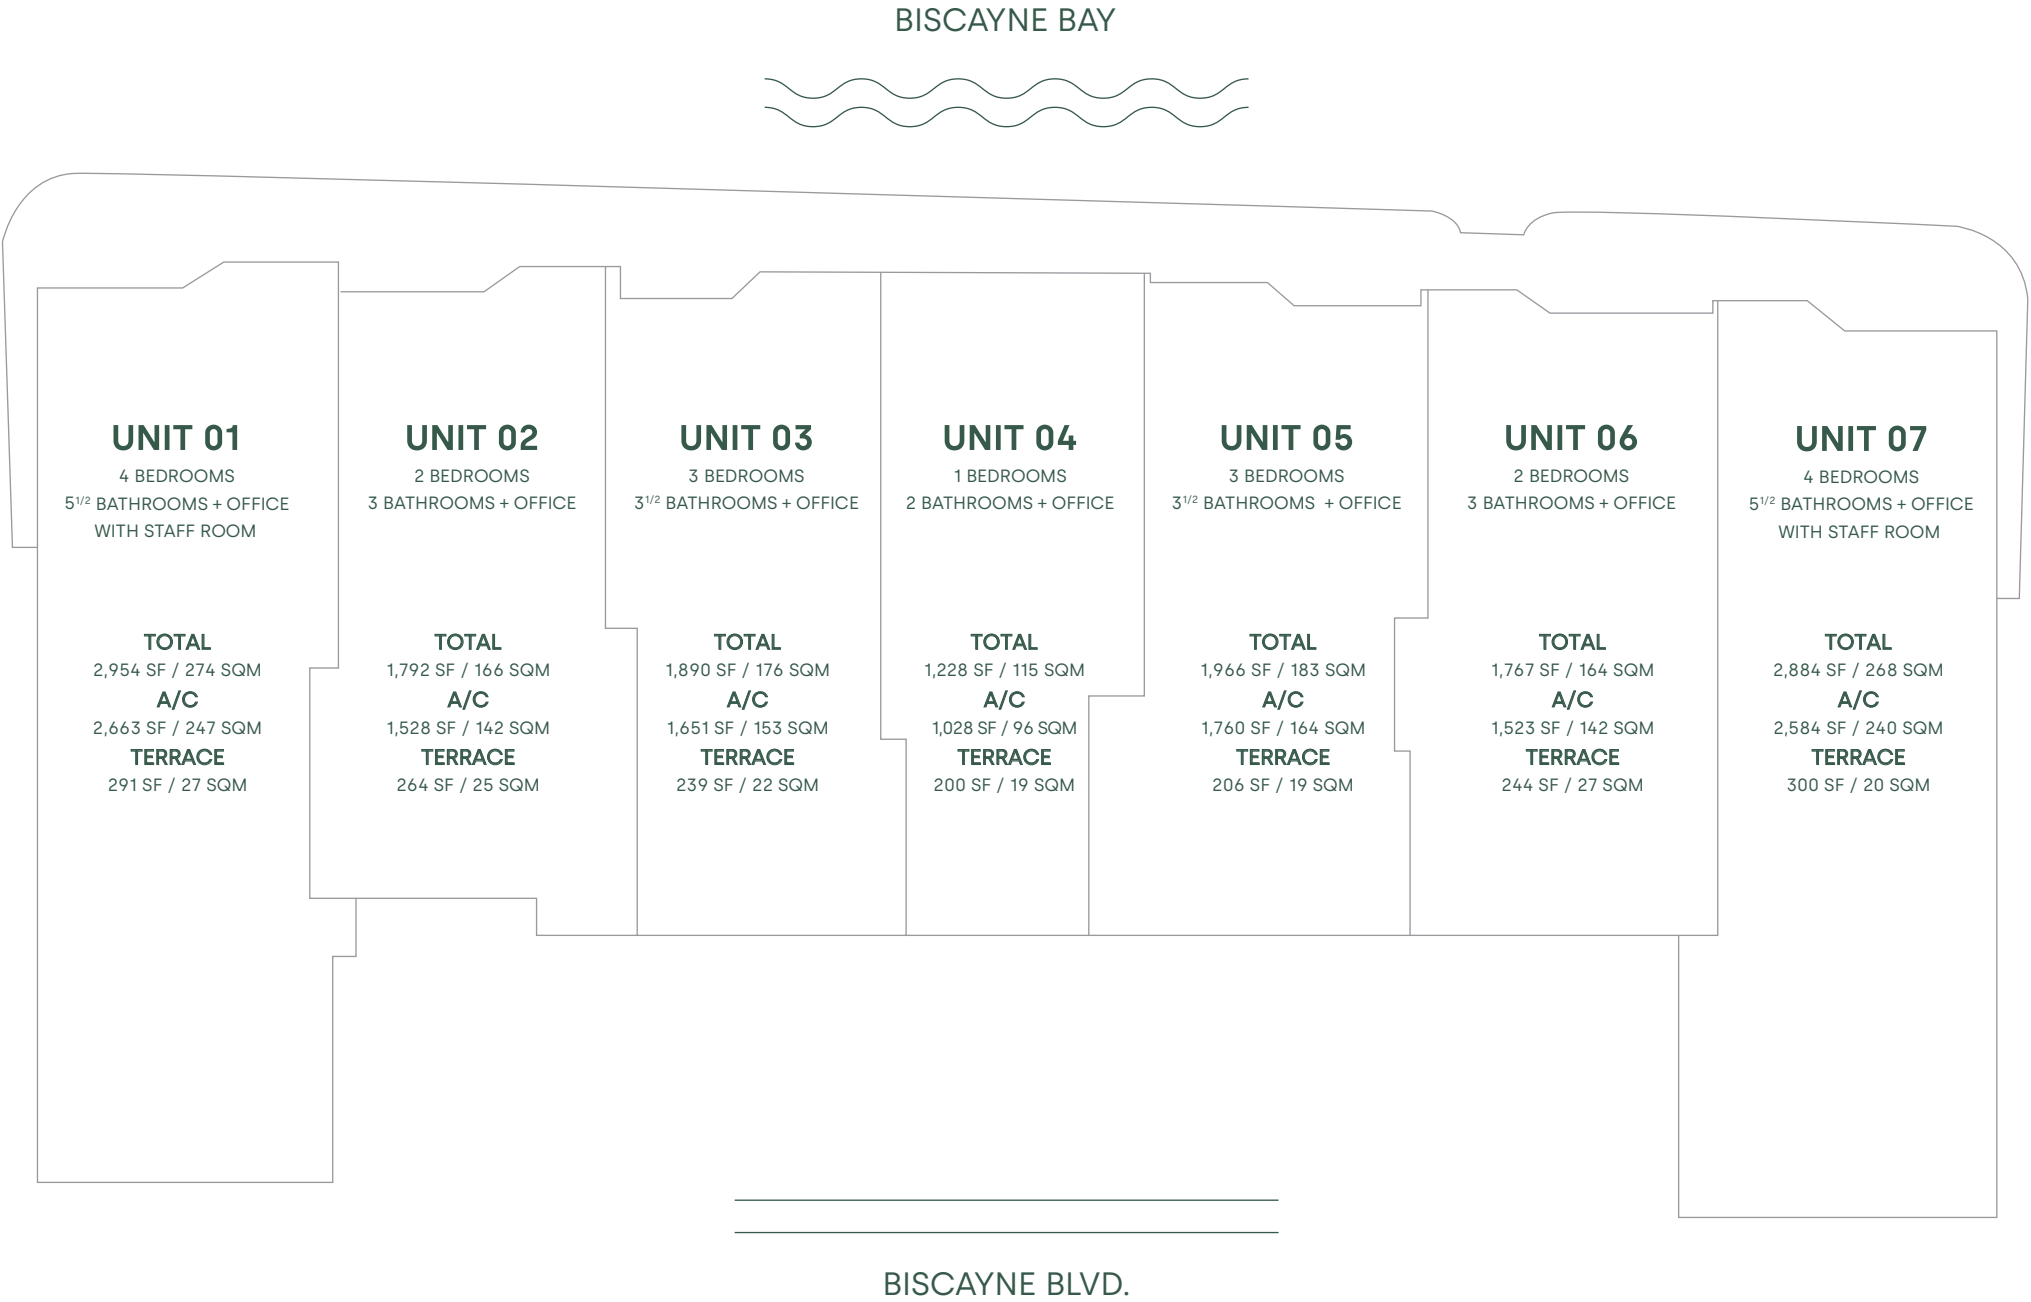 BISCAYNE BAY
UNIT 01
4 BEDROOMS
5 1/2 BATHROOMS + OFFICE
WITH STAFF ROOM
TOTAL
2,954 SF / 274 SQM
A/C
2,663 SF / 247 SQM
TERRACE
291 SF / 27 SQM
UNIT 02
2 BEDROOMS
3 BATHROOMS + OFFICE
TOTAL
1,792 SF / 166 SQM
A/C
1,528 SF / 142 SQM
TERRACE
264 SF / 25 SQM
UNIT 03
3 BEDROOMS
3 1/2 BATHROOMS + OFFICE
TOTAL
1,890 SF / 176 SQM
A/C
1,651 SF / 153 SQM
TERRACE
239 SF / 22 SQM
UNIT 04
1 BEDROOMS
2 BATHROOMS + OFFICE
TOTAL
1,228 SF / 115 SQM
A/C
1,028 SF / 96 SQM
TERRACE
200 SF / 19 SQM
UNIT 05
3 BEDROOMS
3 1/2 BATHROOMS + OFFICE
TOTAL
1,966 SF / 183 SQM
A/C
1,760 SF / 164 SQM
TERRACE
206 SF / 19 SQM
UNIT 06
2 BEDROOMS
3 BATHROOMS + OFFICE
TOTAL
1,767 SF / 164 SQM
A/C
1,523 SF / 142 SQM
TERRACE
244 SF / 27 SQM
UNIT 07
4 BEDROOMS
5 1/2 BATHROOMS + OFFICE
WITH STAFF ROOM
TOTAL
2,884 SF / 268 SQM
A/C
2,584 SF / 240 SQM
TERRACE
300 SF / 20 SQM
BISCAYNE BLVD.